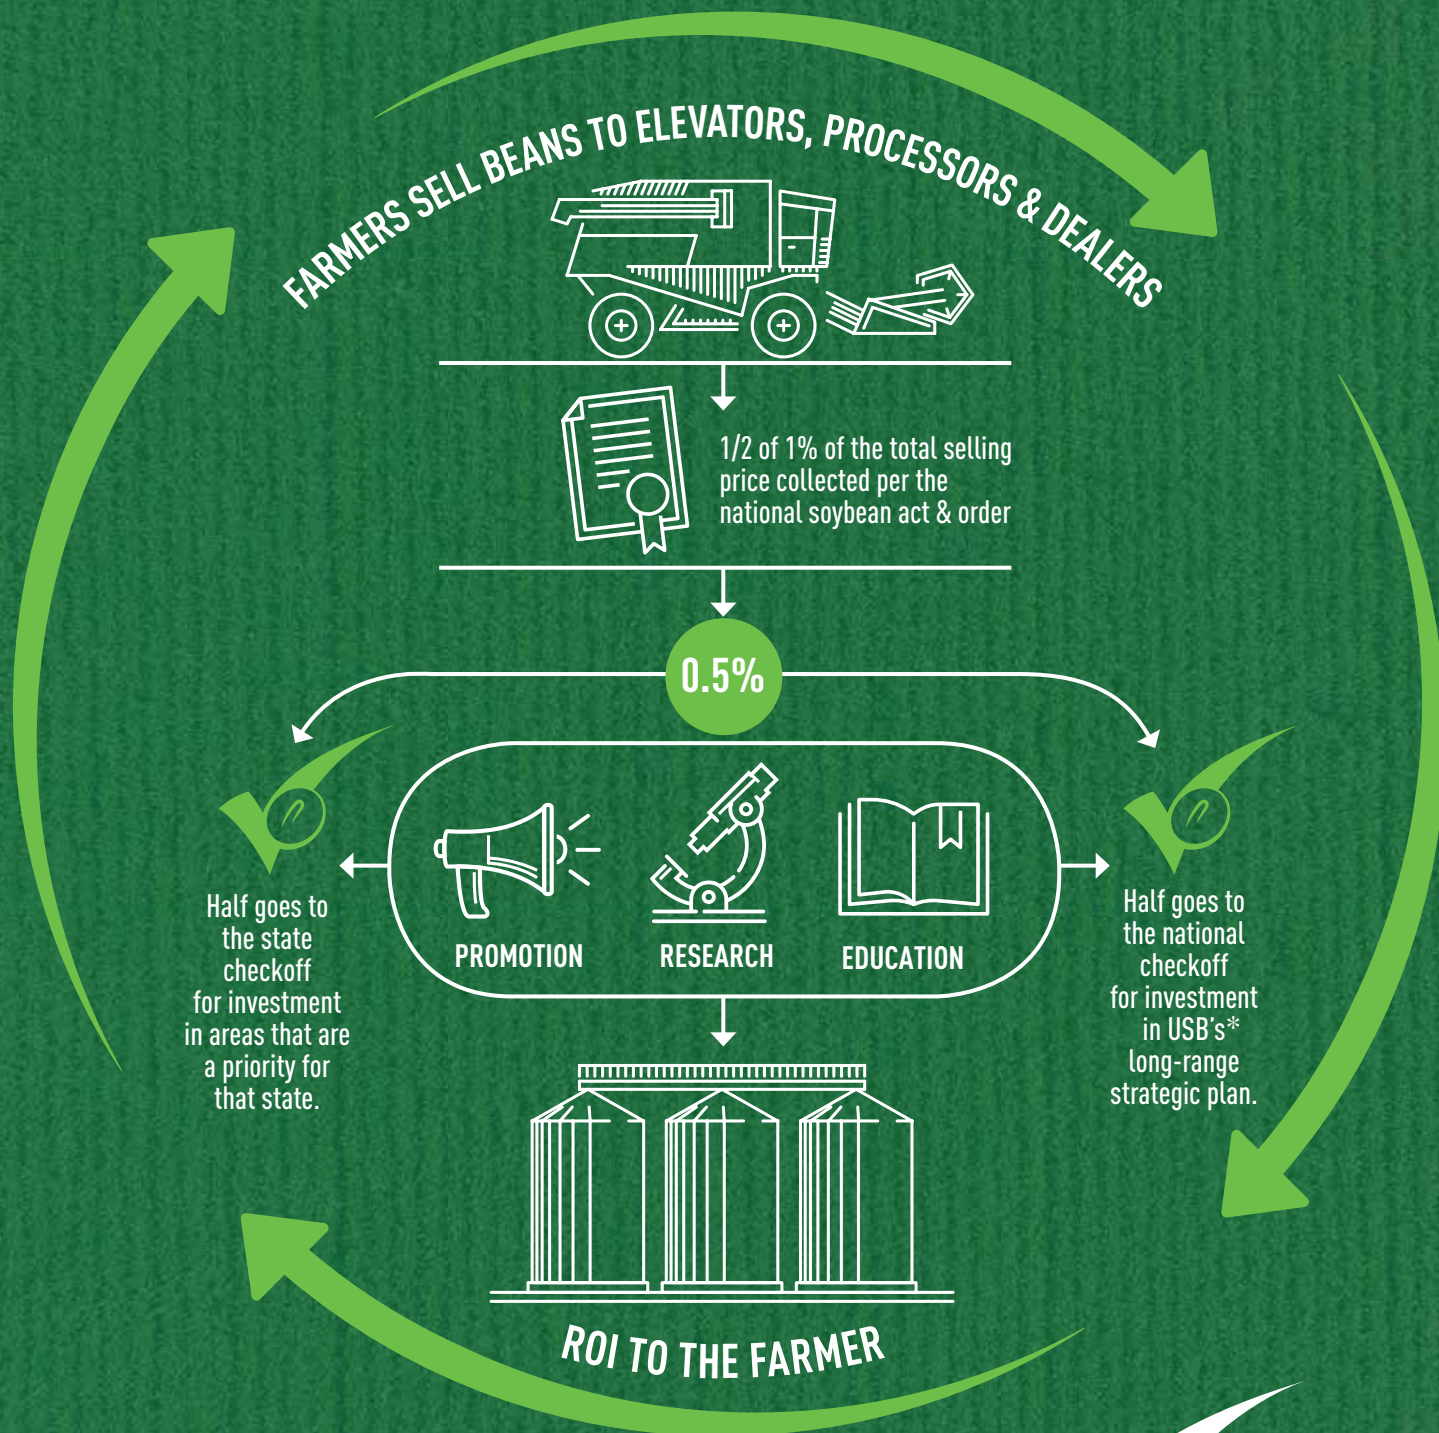 FARMERS SELL BEANS TO ELEVATORS, PROCESSORS & DEALERS
1/2 of 1% of the total selling
price collected per the
national soybean act & order
0.5%
PROMOTION
RESEARCH
EDUCATION
Half goes to
the state
checkoff
for investment
in areas that are
a priority for
that state.
Half goes to
the national
checkoff
for investment
in USB's*
long-range
strategic plan.
ROI TO THE FARMER